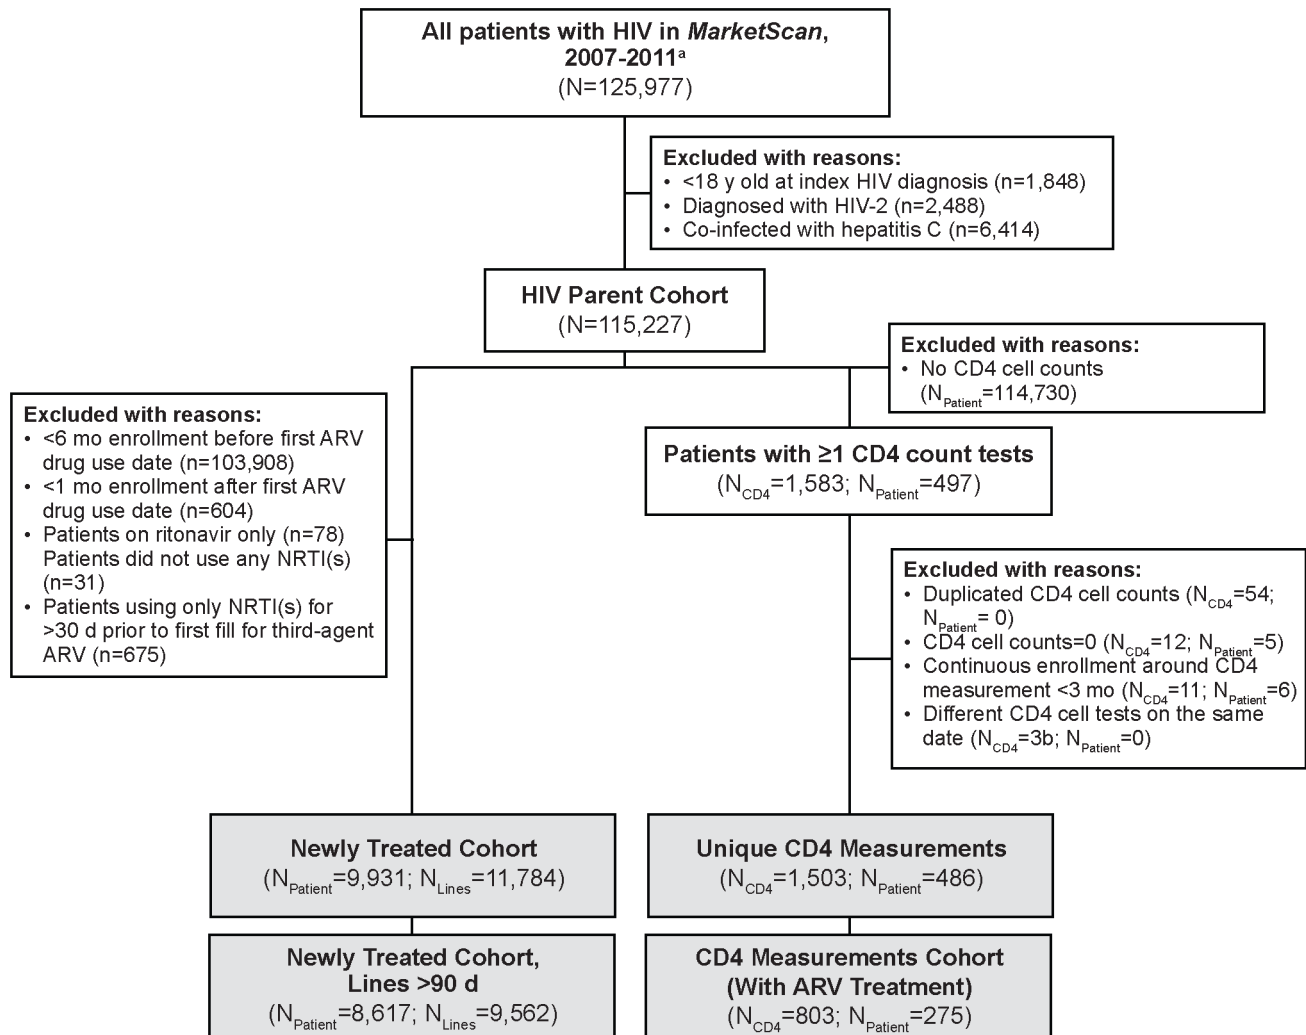 All patients with HIV in MarketScan,
2007-2011a
(N=125,977)
Excluded with reasons:
• <18 y old at index HIV diagnosis (n=1,848)
• Diagnosed with HIV-2 (n=2,488)
• Co-infected with hepatitis C (n=6,414)
HIV Parent Cohort
(N=115,227)
Excluded with reasons:
• No CD4 cell counts
(NPatient=114,730)
Excluded with reasons:
• <6 mo enrollment before first ARV
drug use date (n=103,908)
• <1 mo enrollment after first ARV
drug use date (n=604)
• Patients on ritonavir only (n=78)
Patients did not use any NRTI(s)
(n=31)
• Patients using only NRTI(s) for
>30 d prior to first fill for third-agent
ARV (n=675)
Patients with ≥1 CD4 count tests
(NCD4=1,583; NPatient=497)
Excluded with reasons:
• Duplicated CD4 cell counts (NCD4=54;
NPatient= 0)
• CD4 cell counts=0 (NCD4=12; NPatient=5)
• Continuous enrollment around CD4
measurement <3 mo (NCD4=11; NPatient=6)
• Different CD4 cell tests on the same
date (NCD4=3b; NPatient=0)
Newly Treated Cohort
(NPatient=9,931; NLines=11,784)
Unique CD4 Measurements
(NCD4=1,503; NPatient=486)
Newly Treated Cohort,
Lines >90 d
(NPatient=8,617; NLines=9,562)
CD4 Measurements Cohort
(With ARV Treatment)
(NCD4=803; NPatient=275)